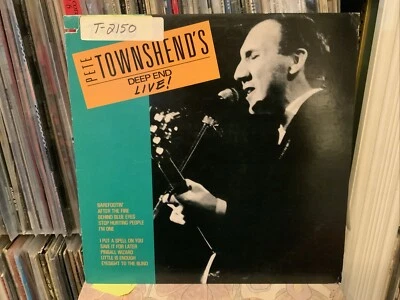 T-2150
PETE
TOWNSHEND'S
DEEP END
LIVE!
BAREFOOTIN'
AFTER THE FIRE
BEHIND BLUE EYES
STOP HURTING PEOPLE
I'M ONE
I PUT A SPELL ON YOU
SAVE IT FOR LATER
PINBALL WIZARD
LITTLE IS ENOUGH
EYESIGHT TO THE BLIND